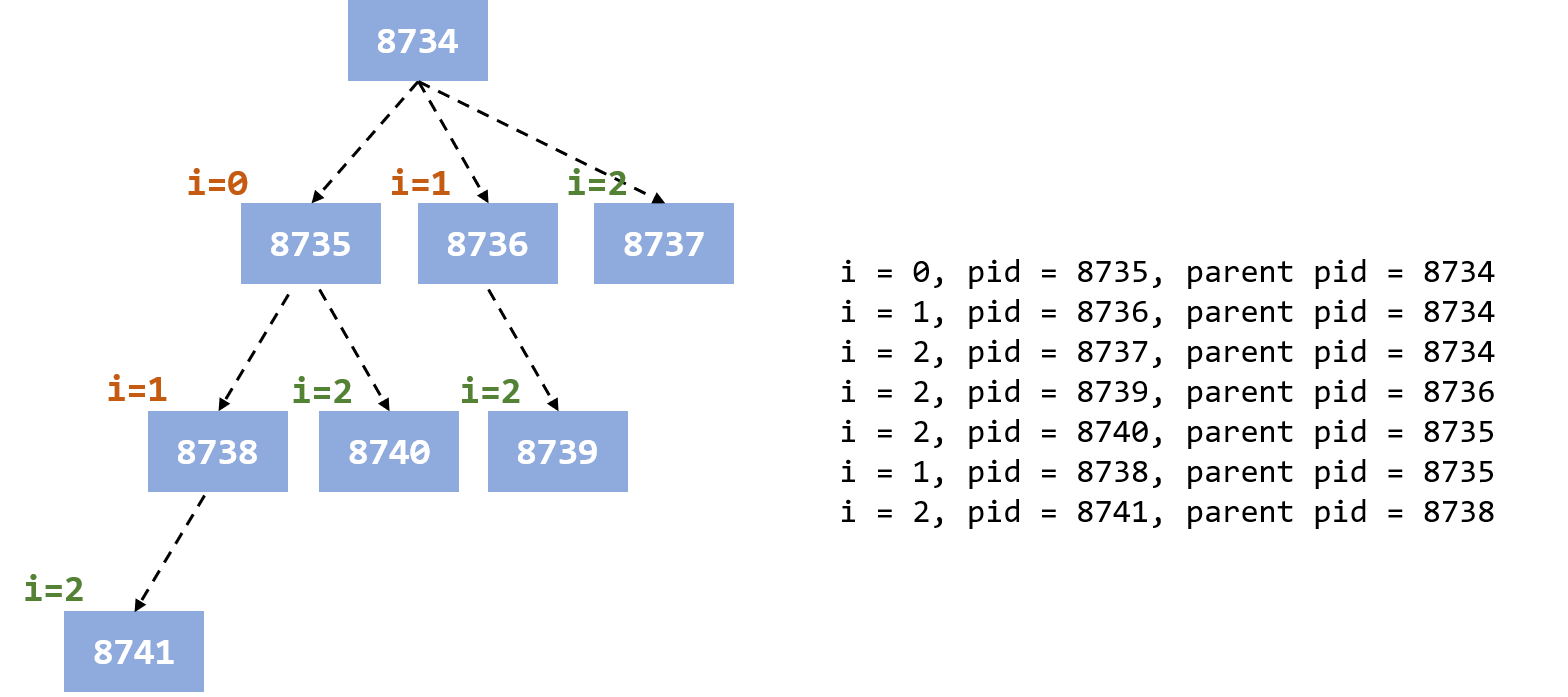 8734
i=0
i=1
i=2
8735
8736
8737
i = 0, pid = 8735, parent pid = 8734
i = 1, pid = 8736, parent pid = 8734
i = 2, pid = 8737, parent pid = 8734
i = 2, pid = 8739, parent pid = 8736
i = 2, pid = 8740, parent pid = 8735
i = 1, pid = 8738, parent pid = 8735
i = 2, pid = 8741, parent pid = 8738
i=1
i=2
i=2
8738
8740
8739
i=2
8741